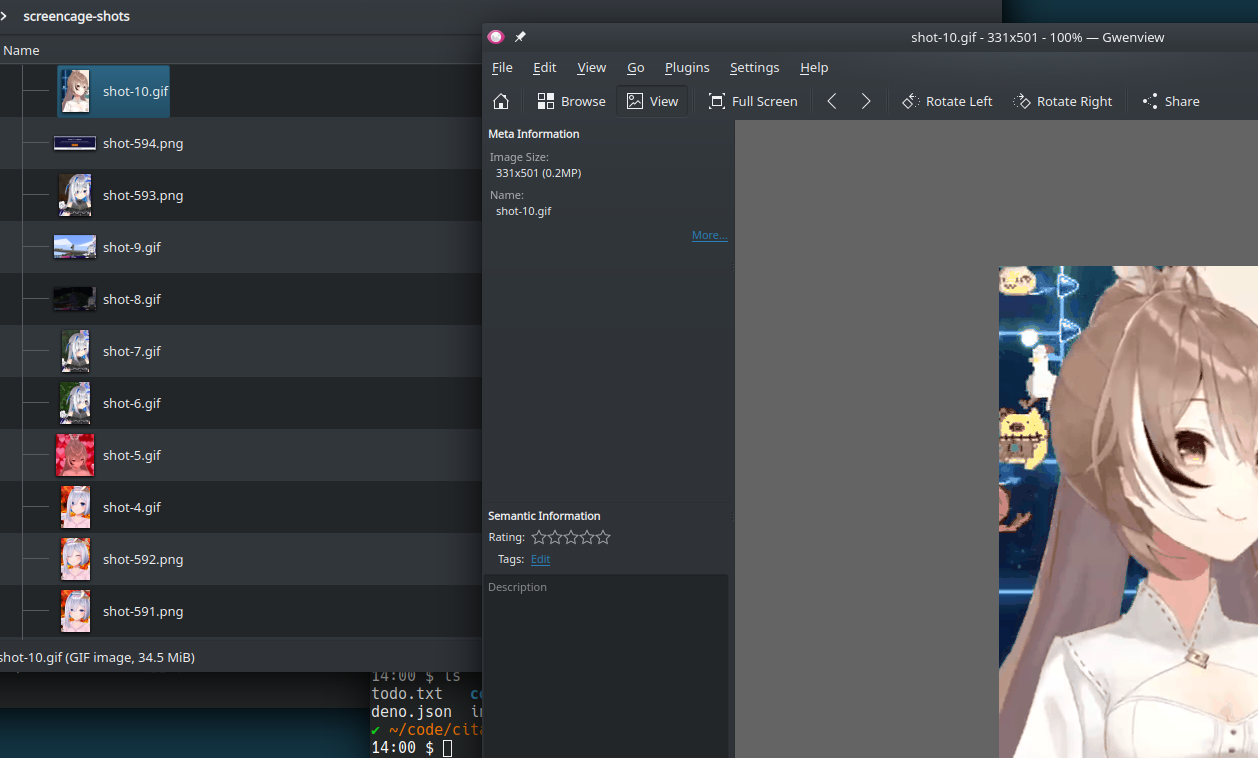 screencage-shots
Name
shot-10.gif
shot-594.png
shot-593.png
shot-9.gif
shot-8.gif
shot-7.gif
shot-6.gif
shot-5.gif
shot-4.gif
shot-592.png
shot-591.png
shot-10.gif (GIF image, 34.5 MiB)
shot-10.gif - 331x501 - 100% — Gwenview
File Edit View Go Plugins Settings Help
Browse View Full Screen Rotate Left Rotate Right Share
Meta Information
Image Size:
331x501 (0.2MP)
Name:
shot-10.gif
More...
Semantic Information
Rating:
Tags: Edit
Description
14:00 $ ls
todo.txt
deno.json
✔ ~/code/cit
14:00 $